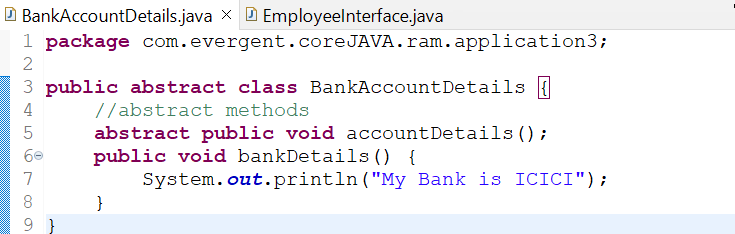 BankAccountDetails.java EmployeeInterface.java
1 package com.evergent.coreJAVA.ram.application3;
2
3 public abstract class BankAccountDetails {
4 //abstract methods
5 abstract public void accountDetails();
6 public void bankDetails() {
7 System.out.println("My Bank is ICICI");
8 }
9 }